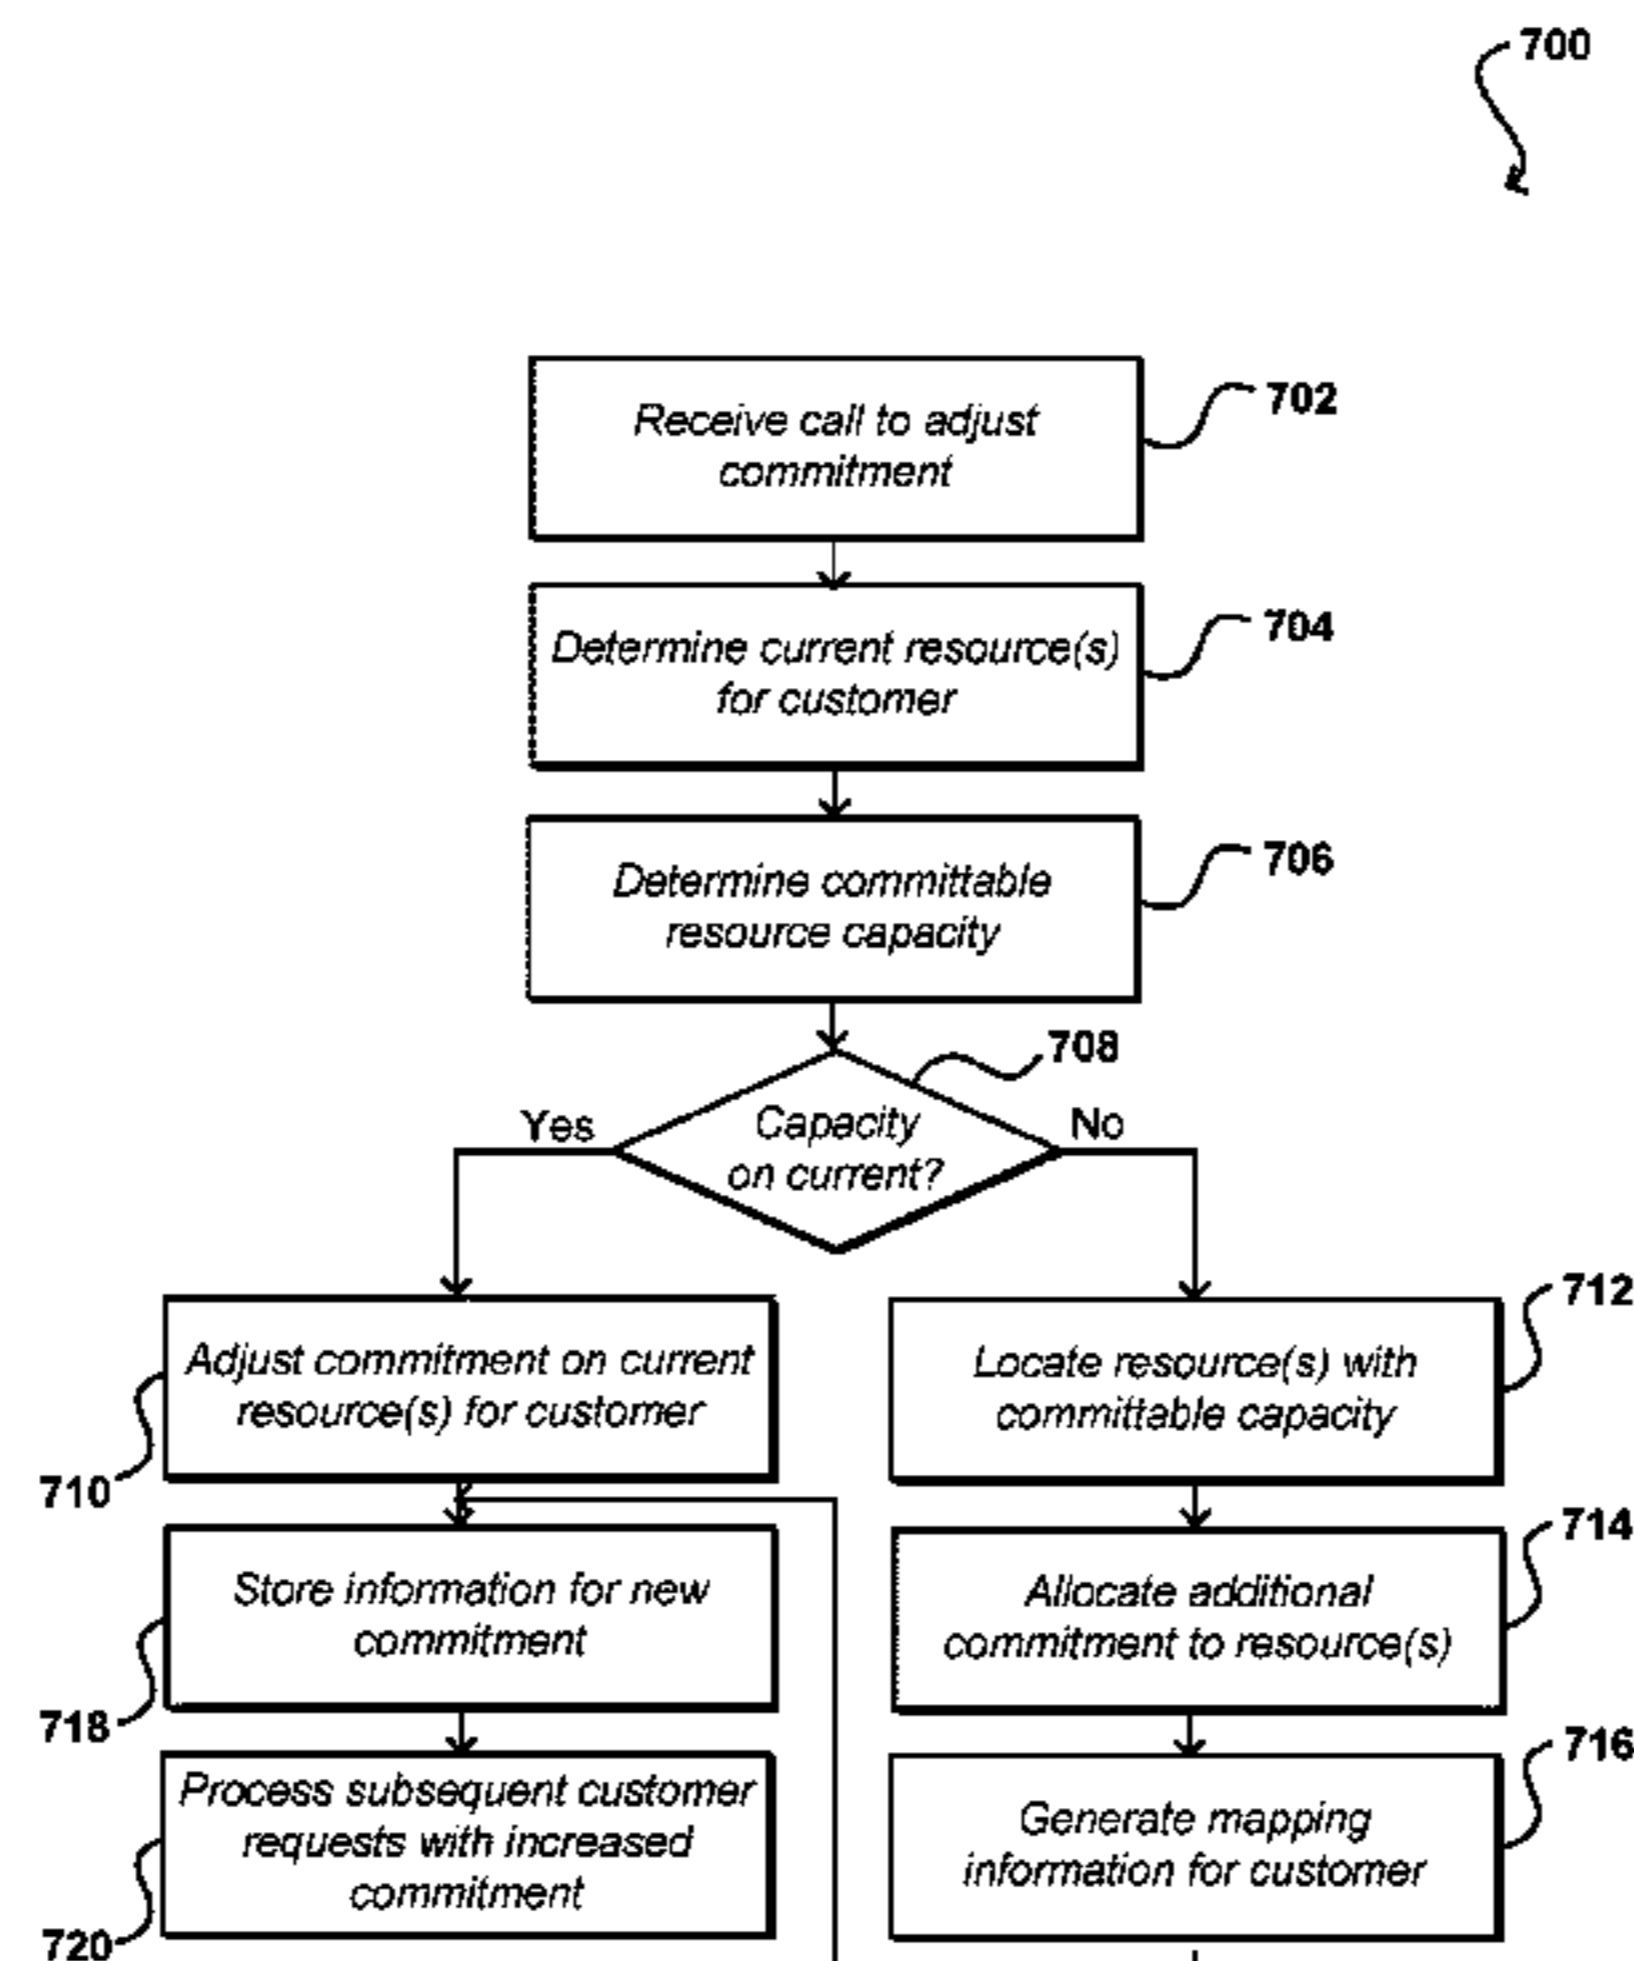 700
Receive call to adjust
commitment
702
Determine current resource(s)
for customer
704
Determine committable
resource capacity
706
708
Yes
Capacity
on current?
No
Adjust commitment on current
resource(s) for customer
710
Locate resource(s) with
committable capacity
712
Store information for new
commitment
718
Allocate additional
commitment to resource(s)
714
Process subsequent customer
requests with increased
commitment
720
Generate mapping
information for customer
716